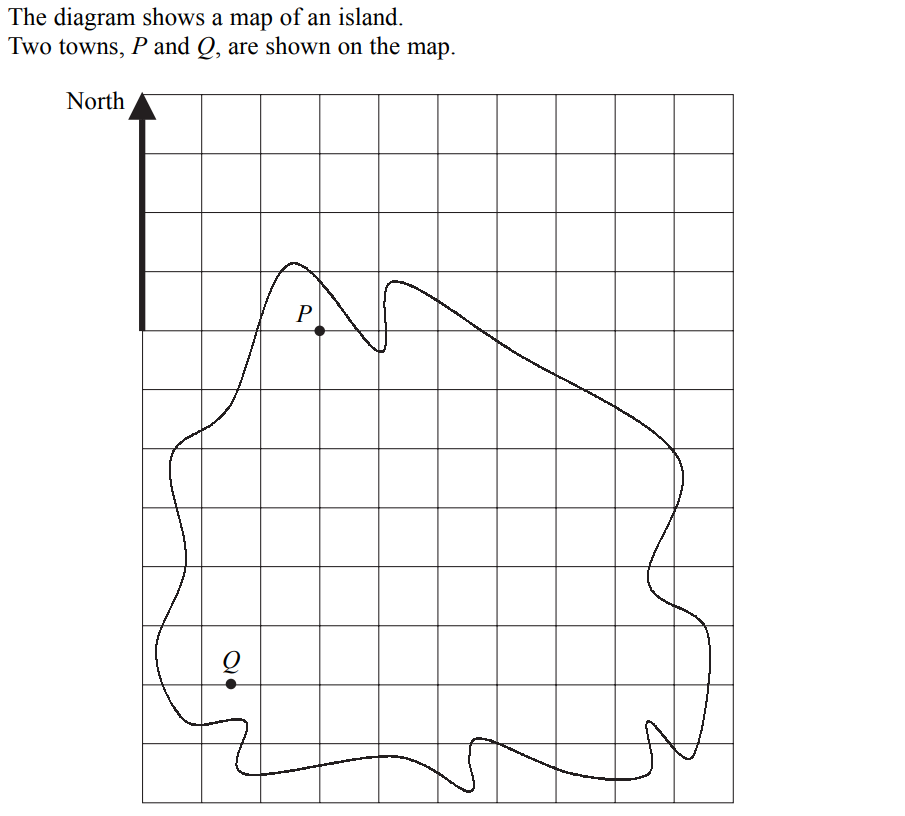 The diagram shows a map of an island.
Two towns, P and Q, are shown on the map.
North
P
Q